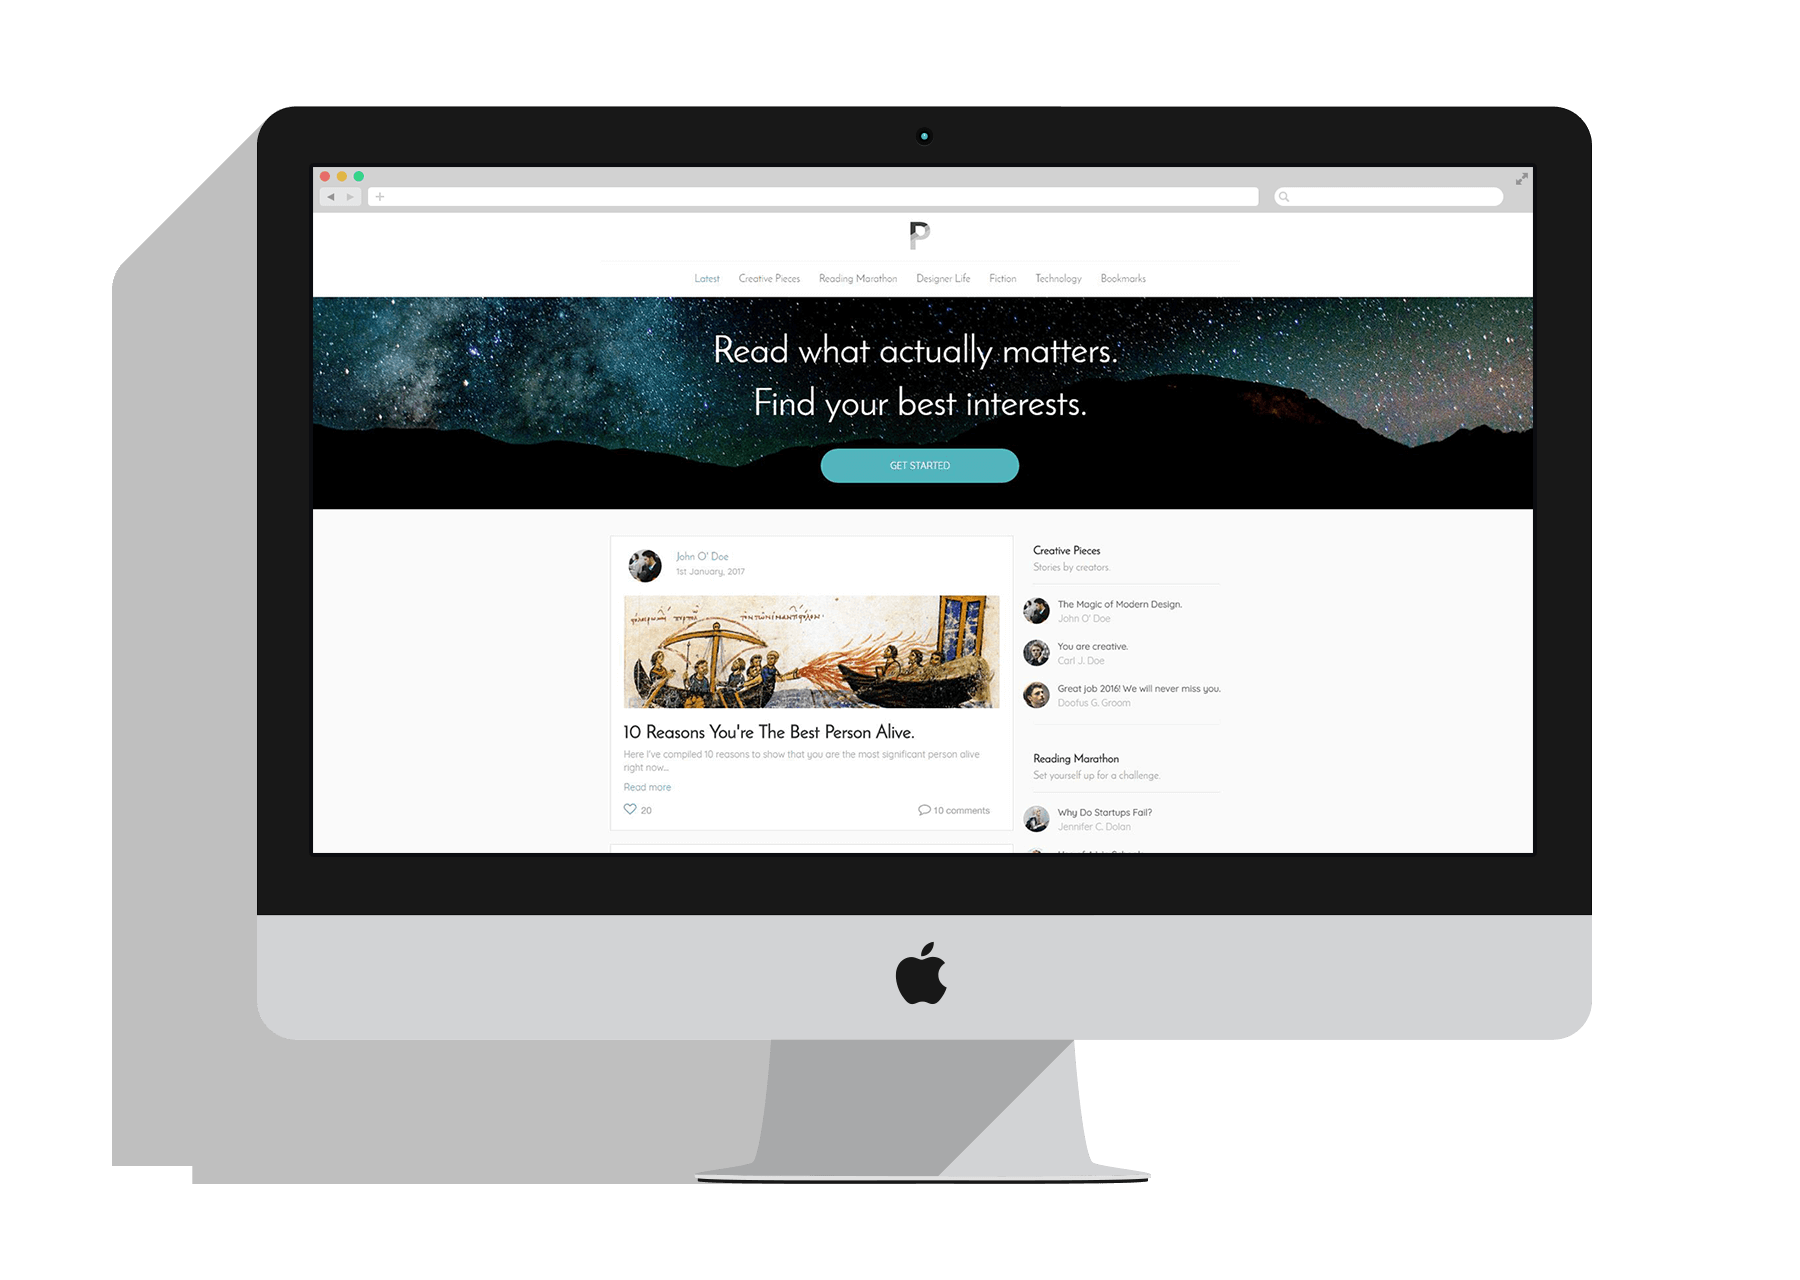 P
Latest Creative Pieces Reading Marathon Designer Life Fiction Technology Bookmarks
Read what actually matters.
Find your best interests.
GET STARTED
John O' Doe
1st January, 2017
10 Reasons You're The Best Person Alive.
Here I've compiled 10 reasons to show that you are the most significant person alive
right now...
Read more
20
10 comments
Creative Pieces
Stories by creators.
The Magic of Modern Design.
John O' Doe
You are creative.
Carl J. Doe
Great job 2016! We will never miss you.
Doofus G. Groom
Reading Marathon
Set yourself up for a challenge.
Why Do Startups Fail?
Jennifer C. Dolan